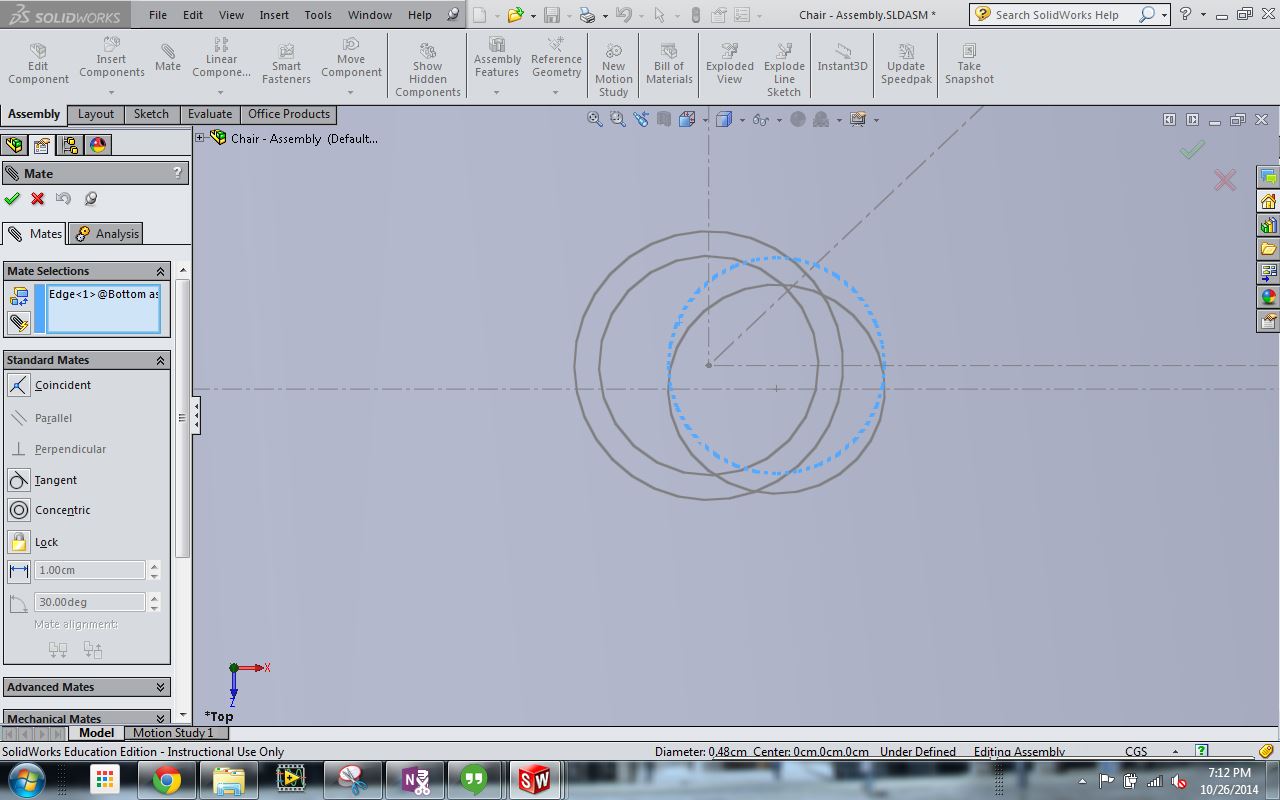 SOLIDWORKS File Edit View Insert Tools Window Help Chair - Assembly.SLDASM * Search SolidWorks Help
Edit Component
Insert Components
Mate
Linear Compone...
Smart Fasteners
Move Component
Show Hidden Components
Assembly Features
Reference Geometry
New Motion Study
Bill of Materials
Exploded View
Explode Line Sketch
Instant3D
Update Speedpak
Take Snapshot
Assembly Layout Sketch Evaluate Office Products
Chair - Assembly (Default...
Mate ?
Mates Analysis
Mate Selections
Edge<1>@Bottom as
Standard Mates
Coincident
Parallel
Perpendicular
Tangent
Concentric
Lock
1.00cm
30.00deg
Mate alignment:
Advanced Mates
Mechanical Mates
X
Z
*Top
Model Motion Study 1
SolidWorks Education Edition - Instructional Use Only Diameter: 0.48cm Center: 0cm,0cm,0cm Under Defined Editing Assembly CGS
7:12 PM
10/26/2014